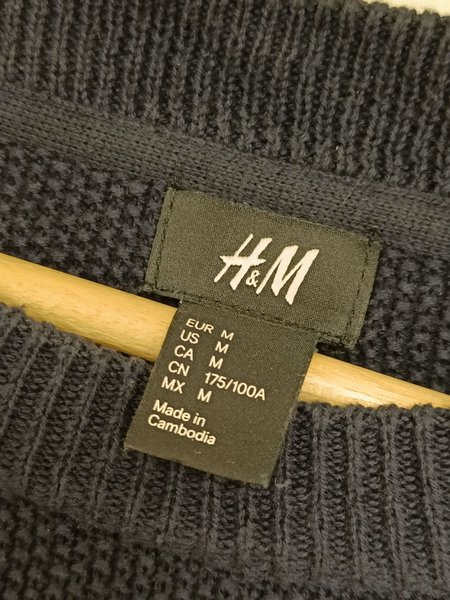 H&M
EUR M
US M
CA M
CN 175/100A
MX M
Made in
Cambodia